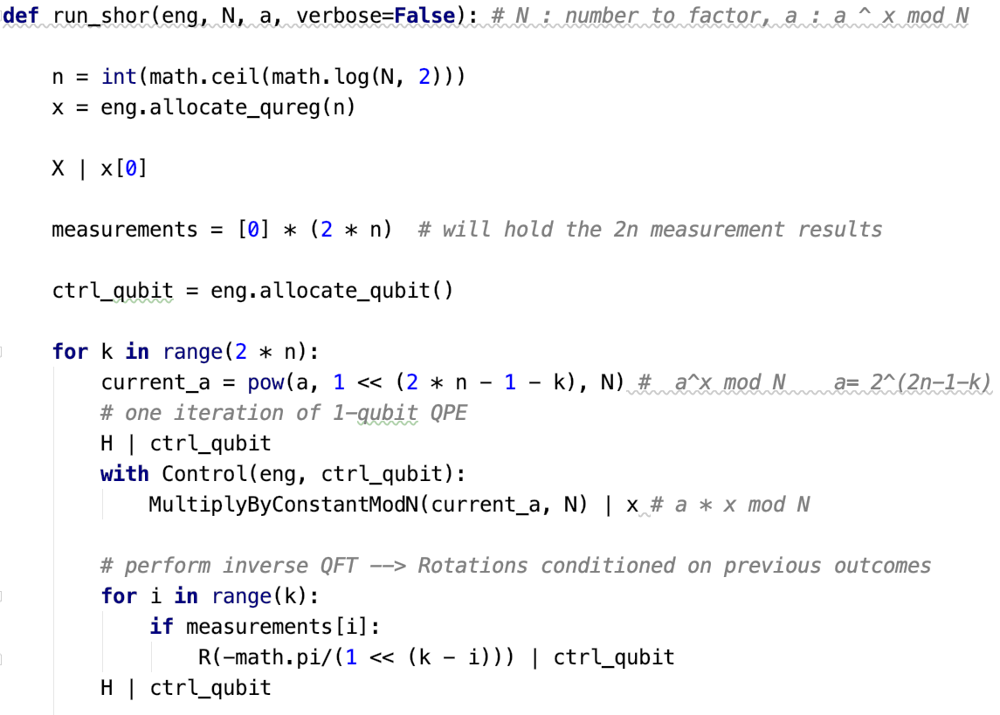 def run_shor(eng, N, a, verbose=False): # N : number to factor, a : a ^ x mod N
n = int(math.ceil(math.log(N, 2)))
x = eng.allocate_qureg(n)
X | x[0]
measurements = [0] * (2 * n)  # will hold the 2n measurement results
ctrl_qubit = eng.allocate_qubit()
for k in range(2 * n):
current_a = pow(a, 1 << (2 * n - 1 - k), N) #  a^x mod N    a= 2^(2n-1-k)
# one iteration of 1-qubit QPE
H | ctrl_qubit
with Control(eng, ctrl_qubit):
MultiplyByConstantModN(current_a, N) | x # a * x mod N
# perform inverse QFT --> Rotations conditioned on previous outcomes
for i in range(k):
if measurements[i]:
R(-math.pi/(1 << (k - i))) | ctrl_qubit
H | ctrl_qubit